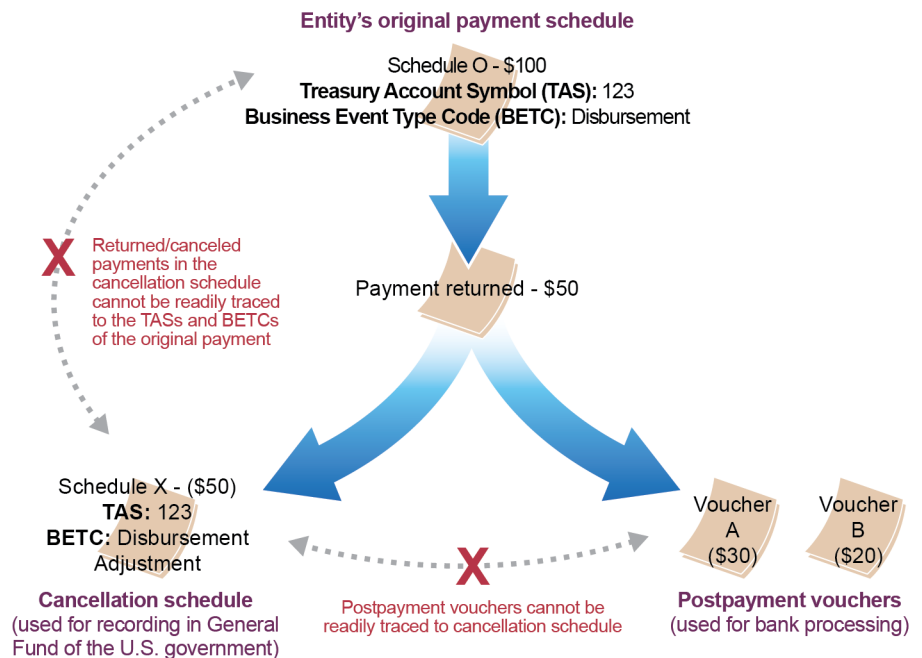 Entity's original payment schedule
Schedule O - $100
Treasury Account Symbol (TAS): 123
Business Event Type Code (BETC): Disbursement
X
Returned/canceled
payments in the
cancellation schedule
cannot be readily traced
to the TASs and BETCs
of the original payment
Payment returned - $50
Schedule X - ($50)
TAS: 123
BETC: Disbursement
Adjustment
Cancellation schedule
(used for recording in General
Fund of the U.S. government)
X
Postpayment vouchers cannot be
readily traced to cancellation schedule
Voucher
A
($30)
Voucher
B
($20)
Postpayment vouchers
(used for bank processing)